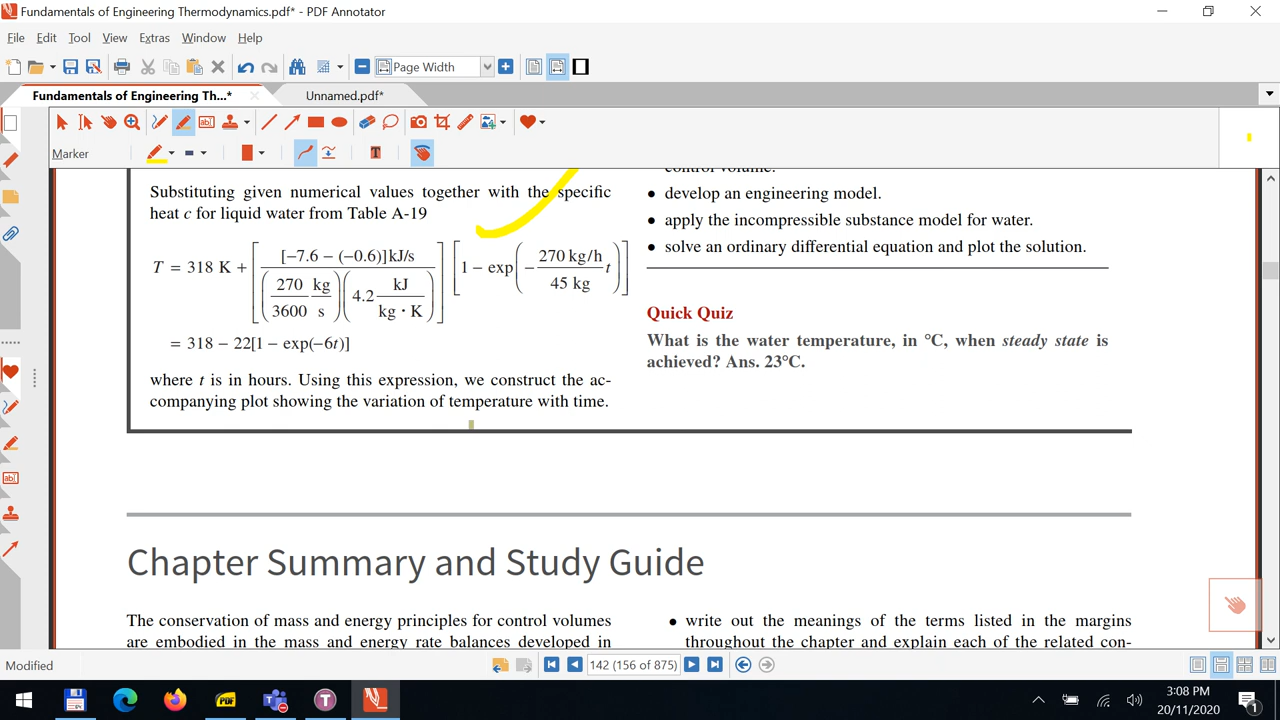 Fundamentals of Engineering Thermodynamics.pdf* - PDF Annotator
File Edit Tool View Extras Window Help
Page Width
Fundamentals of Engineering Th...* Unnamed.pdf*
Marker
Substituting given numerical values together with the specific
heat c for liquid water from Table A-19
T = 318 K + [ [−7.6 − (−0.6)]kJ/s / (270/3600 kg/s)(4.2 kJ/kg · K) ] [1 − exp(−270 kg/h / 45 kg t)]
= 318 − 22[1 − exp(−6t)]
where t is in hours. Using this expression, we construct the ac-
companying plot showing the variation of temperature with time.
control volume.
• develop an engineering model.
• apply the incompressible substance model for water.
• solve an ordinary differential equation and plot the solution.
Quick Quiz
What is the water temperature, in °C, when steady state is
achieved? Ans. 23°C.
Chapter Summary and Study Guide
The conservation of mass and energy principles for control volumes
are embodied in the mass and energy rate balances developed in
• write out the meanings of the terms listed in the margins
throughout the chapter and explain each of the related con-
Modified
142 (156 of 875)
PDF
T
3:08 PM
20/11/2020
1